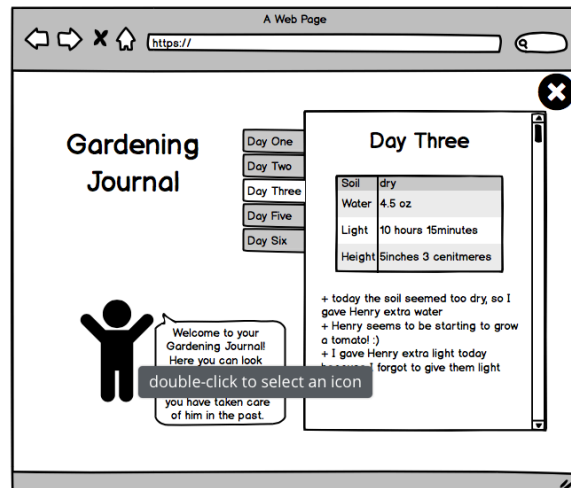 A Web Page
https://
Gardening
Journal
Day One
Day Two
Day Three
Day Five
Day Six
Day Three
Soil dry
Water 4.5 oz
Light 10 hours 15minutes
Height 5inches 3 cenitmeres
+ today the soil seemed too dry, so I
gave Henry extra water
+ Henry seems to be starting to grow
a tomato! :)
+ I gave Henry extra light today
I forgot to give them light
Welcome to your
Gardening Journal!
Here you can look
double-click to select an icon
you have taken care
of him in the past.